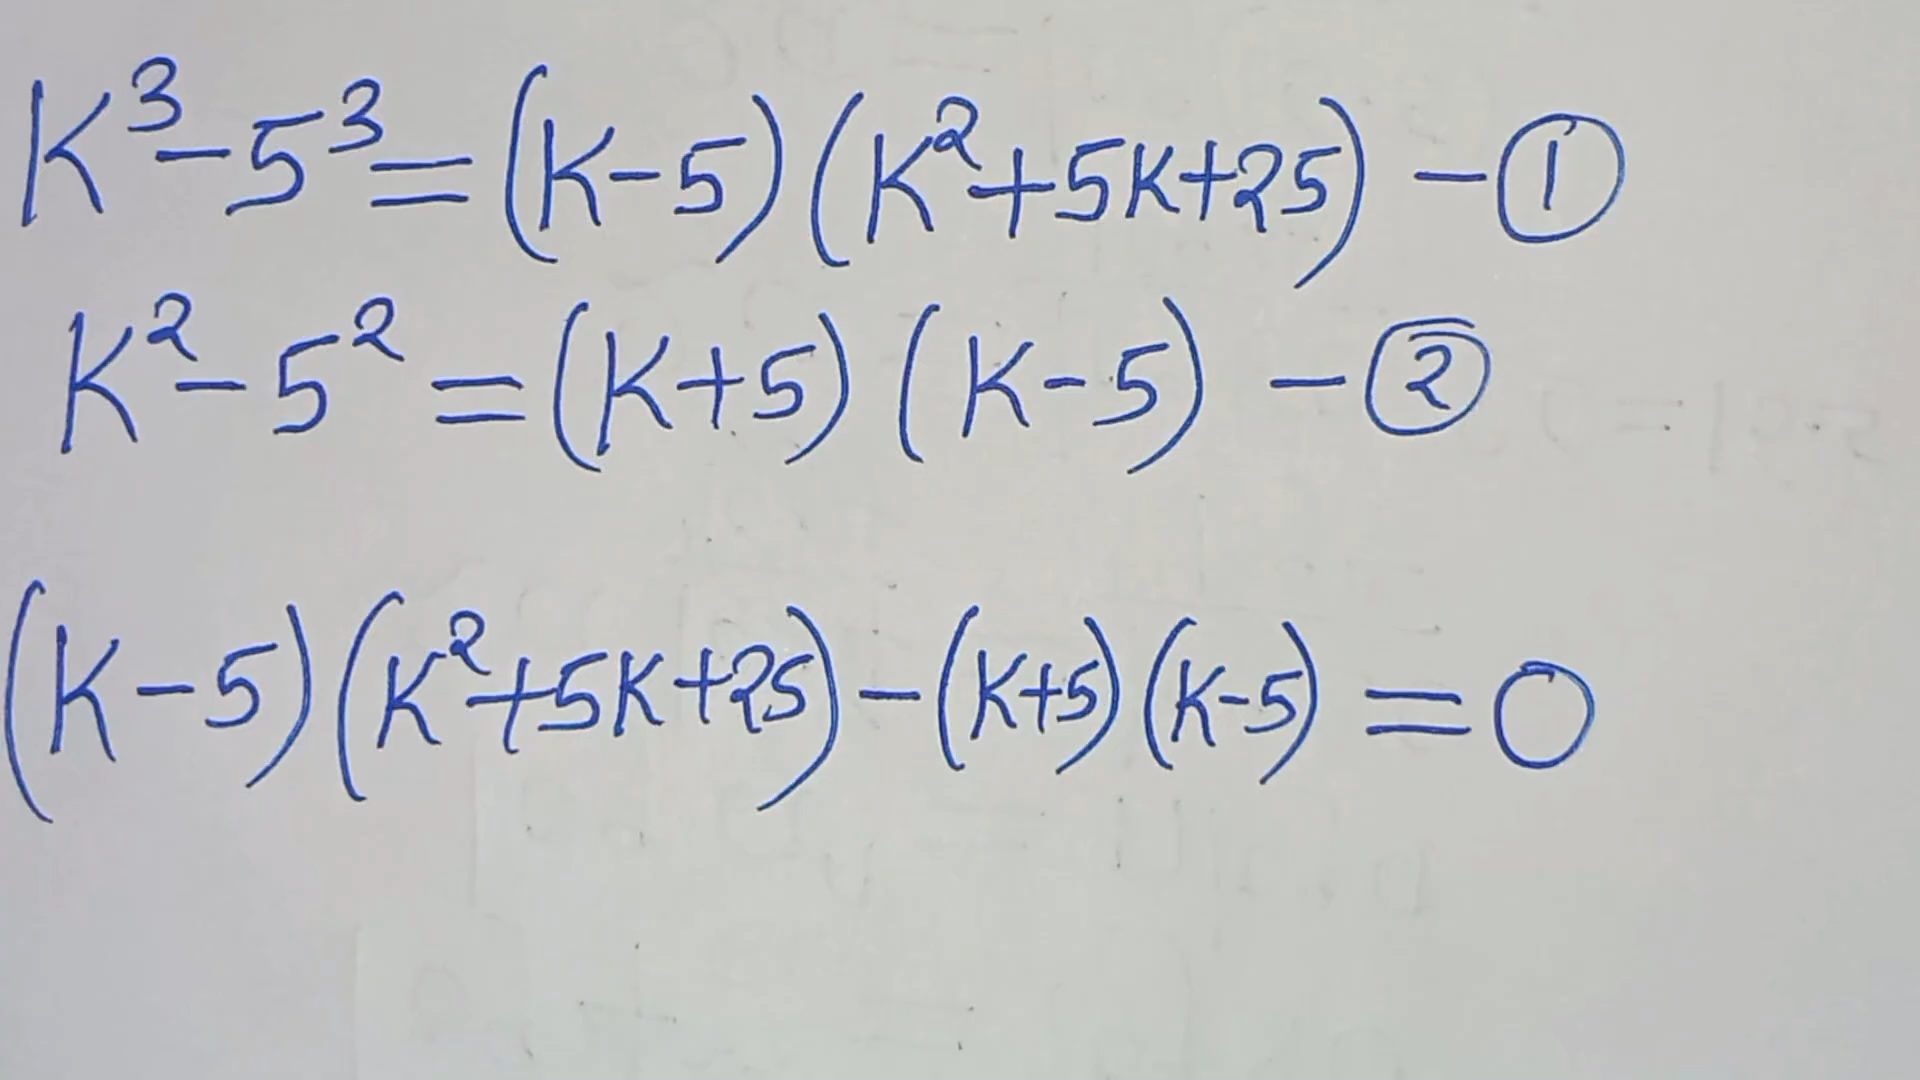 K³-5³=(K-5)(K²+5K+25) -①
K²-5²=(K+5)(K-5) -②
(K-5)(K²+5K+25)-(K+5)(K-5)=0